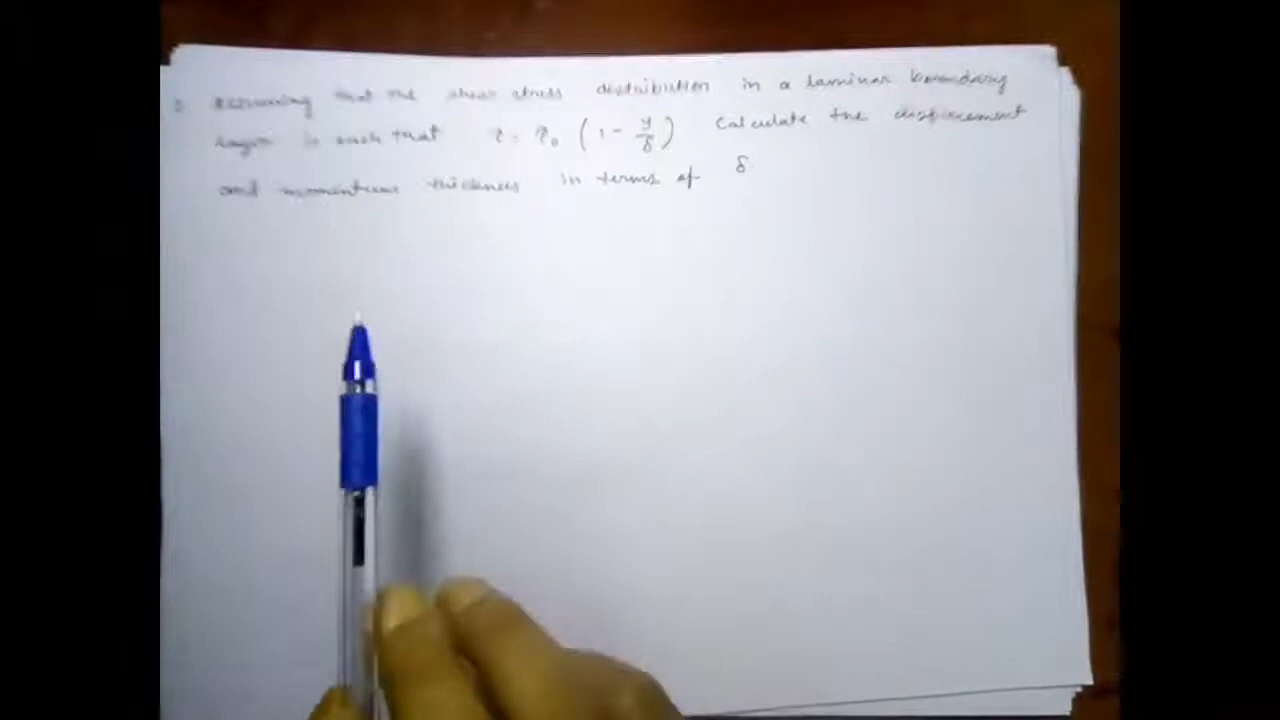 Assuming that the shear stress distribution in a laminar boundary
layer is such that τ = τ₀ (1 - y/δ) Calculate the displacement
and momentum thickness in terms of δ.